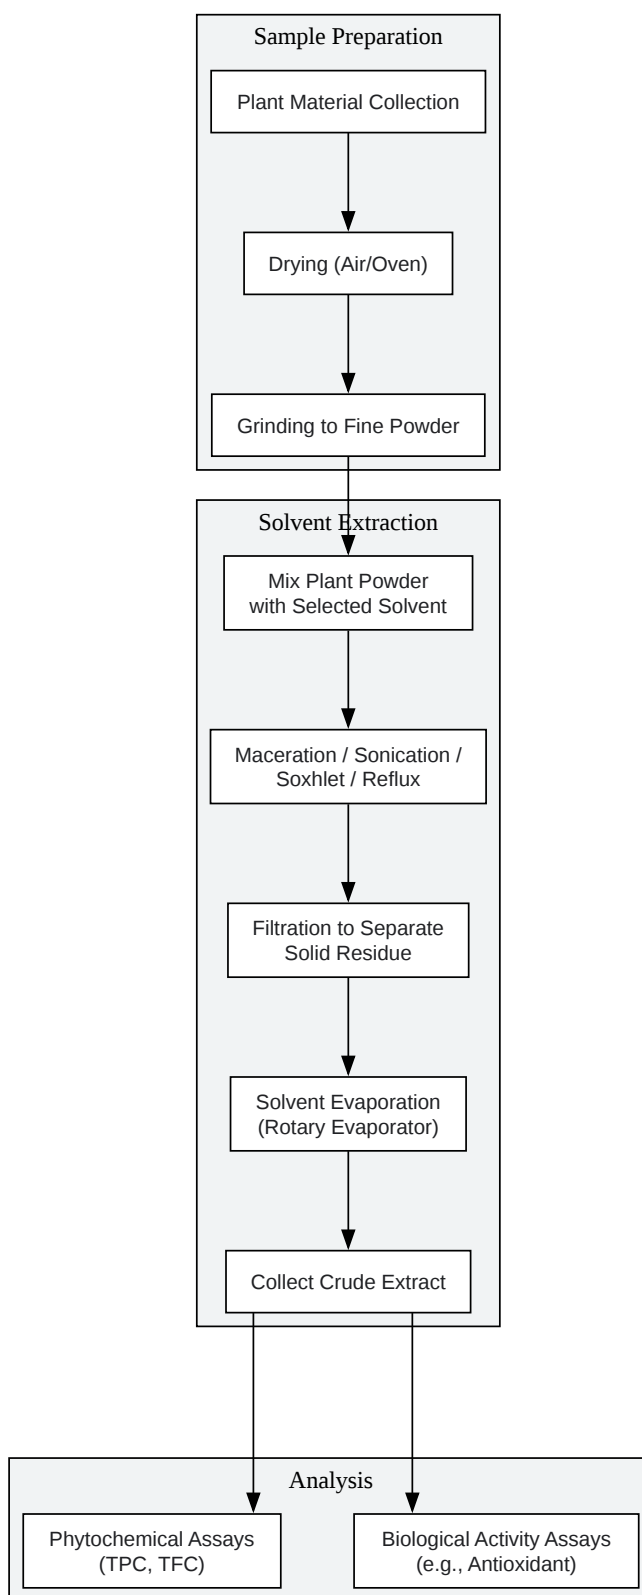 Sample Preparation
Plant Material Collection
Drying (Air/Oven)
Grinding to Fine Powder
Solvent Extraction
Mix Plant Powder
with Selected Solvent
Maceration / Sonication /
Soxhlet / Reflux
Filtration to Separate
Solid Residue
Solvent Evaporation
(Rotary Evaporator)
Collect Crude Extract
Analysis
Phytochemical Assays
(TPC, TFC)
Biological Activity Assays
(e.g., Antioxidant)